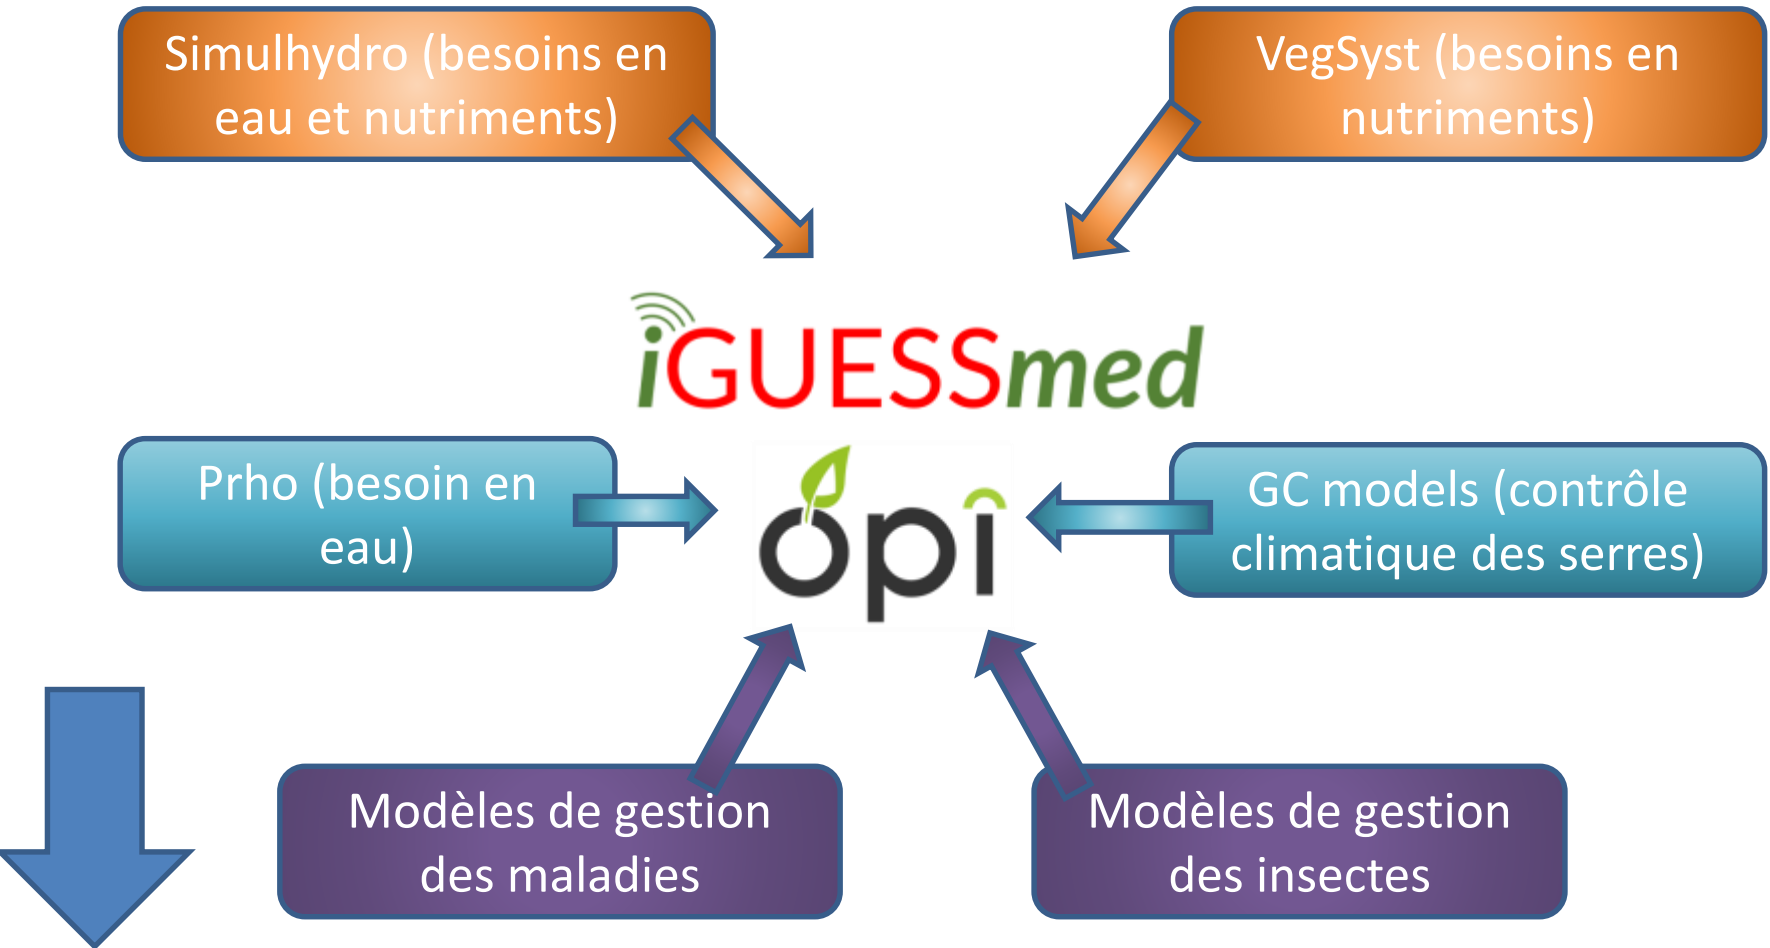 Simulhydro (besoins en
eau et nutriments)
VegSyst (besoins en
nutriments)
iGUESSmed
Prho (besoin en
eau)
opi
GC models (contrôle
climatique des serres)
Modèles de gestion
des maladies
Modèles de gestion
des insectes